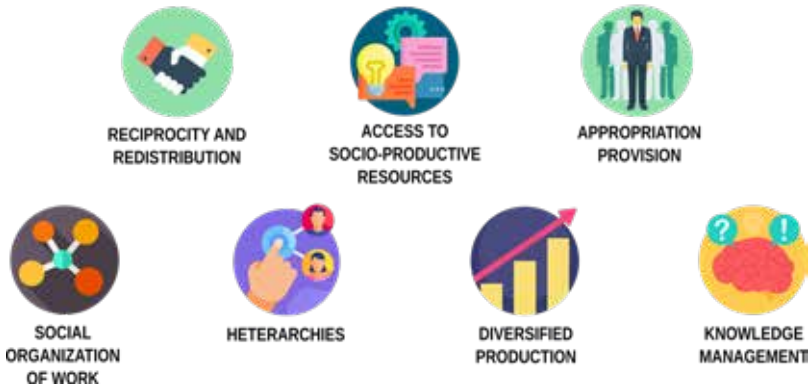 RECIPROCITY AND
REDISTRIBUTION
ACCESS TO
SOCIO-PRODUCTIVE
RESOURCES
APPROPRIATION
PROVISION
? !
SOCIAL
ORGANIZATION
OF WORK
HETERARCHIES
DIVERSIFIED
PRODUCTION
KNOWLEDGE
MANAGEMENT